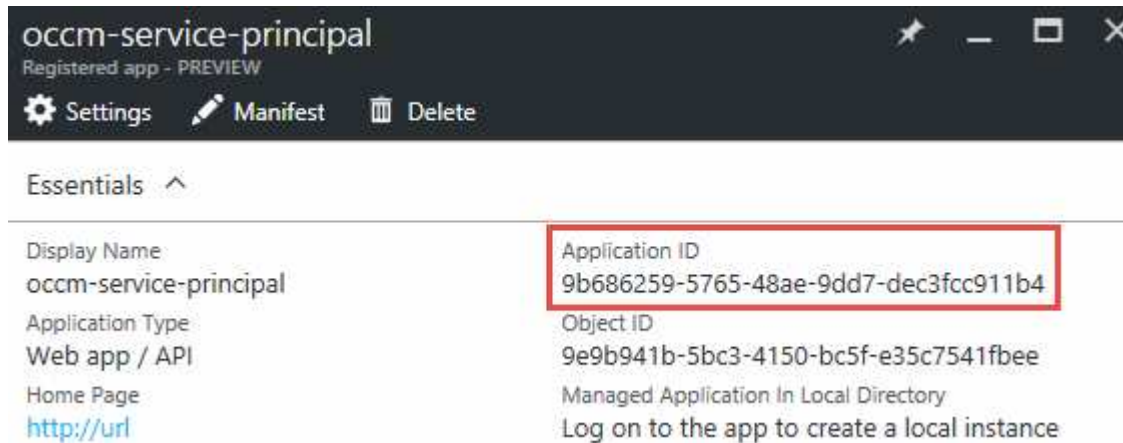 occm-service-principal
Registered app - PREVIEW
Settings Manifest Delete
Essentials
Display Name
occm-service-principal
Application Type
Web app / API
Home Page
http://url
Application ID
9b686259-5765-48ae-9dd7-dec3fcc911b4
Object ID
9e9b941b-5bc3-4150-bc5f-e35c7541fbee
Managed Application In Local Directory
Log on to the app to create a local instance